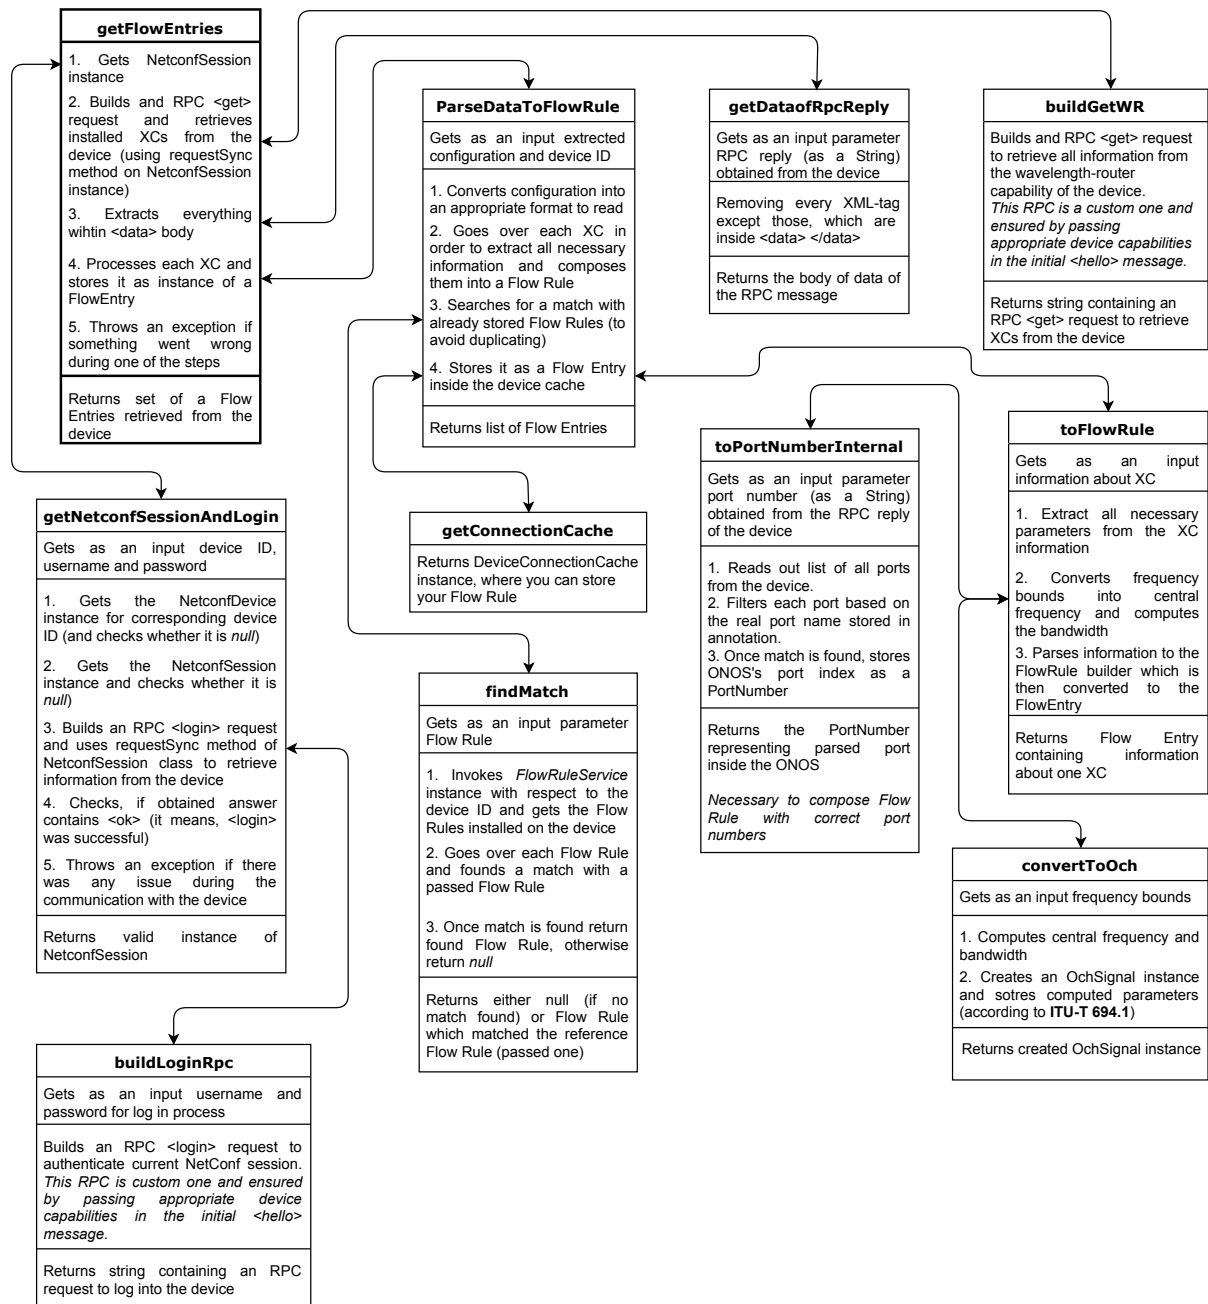 getFlowEntries
1. Gets NetconfSession
instance
2. Builds and RPC <get>
request and retrieves
installed XCs from the
device (using requestSync
method on NetconfSession
instance)
3. Extracts everything
wihtin <data> body
4. Processes each XC and
stores it as instance of a
FlowEntry
5. Throws an exception if
something went wrong
during one of the steps
Returns set of a Flow
Entries retrieved from the
device
ParseDataToFlowRule
Gets as an input extrected
configuration and device ID
1. Converts configuration into
an appropriate format to read
2. Goes over each XC in
order to extract all necessary
information and composes
them into a Flow Rule
3. Searches for a match with
already stored Flow Rules (to
avoid duplicating)
4. Stores it as a Flow Entry
inside the device cache
Returns list of Flow Entries
getDataofRpcReply
Gets as an input parameter
RPC reply (as a String)
obtained from the device
Removing every XML-tag
except those, which are
inside <data> </data>
Returns the body of data of
the RPC message
buildGetWR
Builds and RPC <get> request
to retrieve all information from
the wavelength-router
capability of the device.
This RPC is a custom one and
ensured by passing
appropriate device capabilities
in the initial <hello> message.
Returns string containing an
RPC <get> request to retrieve
XCs from the device
toPortNumberInternal
Gets as an input parameter
port number (as a String)
obtained from the RPC reply
of the device
1. Reads out list of all ports
from the device.
2. Filters each port based on
the real port name stored in
annotation.
3. Once match is found, stores
ONOS's port index as a
PortNumber
Returns the PortNumber
representing parsed port
inside the ONOS
Necessary to compose Flow
Rule with correct port
numbers
toFlowRule
Gets as an input
information about XC
1. Extract all necessary
parameters from the XC
information
2. Converts frequency
bounds into central
frequency and computes
the bandwidth
3. Parses information to the
FlowRule builder which is
then converted to the
FlowEntry
Returns Flow Entry
containing information
about one XC
getNetconfSessionAndLogin
Gets as an input device ID,
username and password
1. Gets the NetconfDevice
instance for corresponding device
ID (and checks whether it is null)
2. Gets the NetconfSession
instance and checks whether it is
null)
3. Builds an RPC <login> request
and uses requestSync method of
NetconfSession class to retrieve
information from the device
4. Checks, if obtained answer
contains <ok> (it means, <login>
was successful)
5. Throws an exception if there
was any issue during the
communication with the device
Returns valid instance of
NetconfSession
getConnectionCache
Returns DeviceConnectionCache
instance, where you can store
your Flow Rule
findMatch
Gets as an input parameter
Flow Rule
1. Invokes FlowRuleService
instance with respect to the
device ID and gets the Flow
Rules installed on the device
2. Goes over each Flow Rule
and founds a match with a
passed Flow Rule
3. Once match is found return
found Flow Rule, otherwise
return null
Returns either null (if no
match found) or Flow Rule
which matched the reference
Flow Rule (passed one)
convertToOch
Gets as an input frequency bounds
1. Computes central frequency and
bandwidth
2. Creates an OchSignal instance
and sotres computed parameters
(according to ITU-T 694.1)
Returns created OchSignal instance
buildLoginRpc
Gets as an input username and
password for log in process
Builds an RPC <login> request to
authenticate current NetConf session.
This RPC is custom one and ensured
by passing appropriate device
capabilities in the initial <hello>
message.
Returns string containing an RPC
request to log into the device